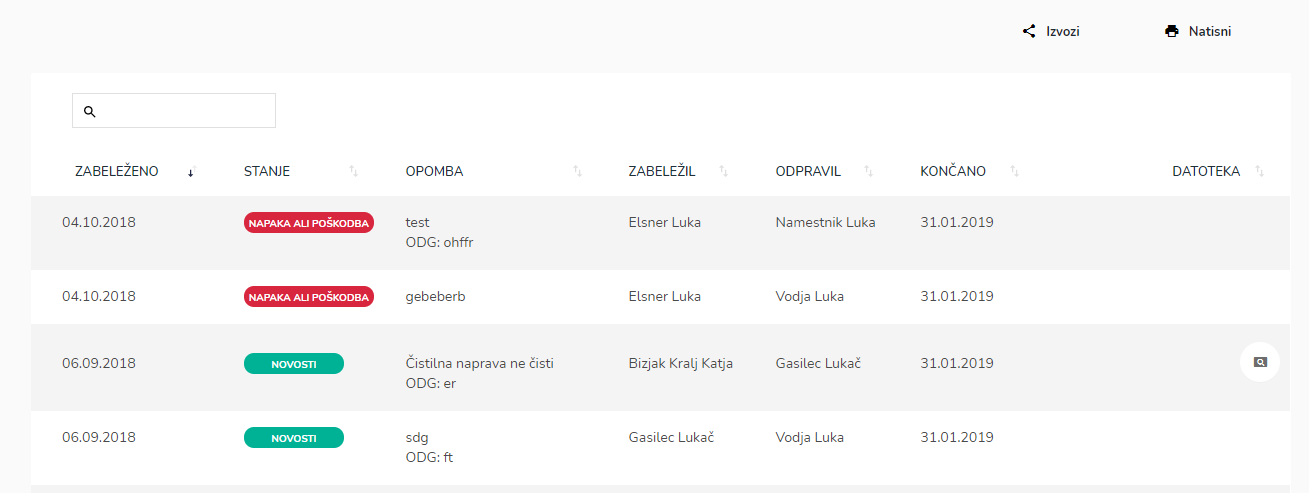 Izvozi Natisni
ZABELEŽENO STANJE OPOMBA ZABELEŽIL ODPRAVIL KONČANO DATOTEKA
04.10.2018 NAPAKA ALI POŠKODBA test Elsner Luka Namestnik Luka 31.01.2019
ODG: ohffr
04.10.2018 NAPAKA ALI POŠKODBA gebeberb Elsner Luka Vodja Luka 31.01.2019
06.09.2018 NOVOSTI Čistilna naprava ne čisti Bizjak Kralj Katja Gasilec Lukač 31.01.2019
ODG: er
06.09.2018 NOVOSTI sdg Gasilec Lukač Vodja Luka 31.01.2019
ODG: ft